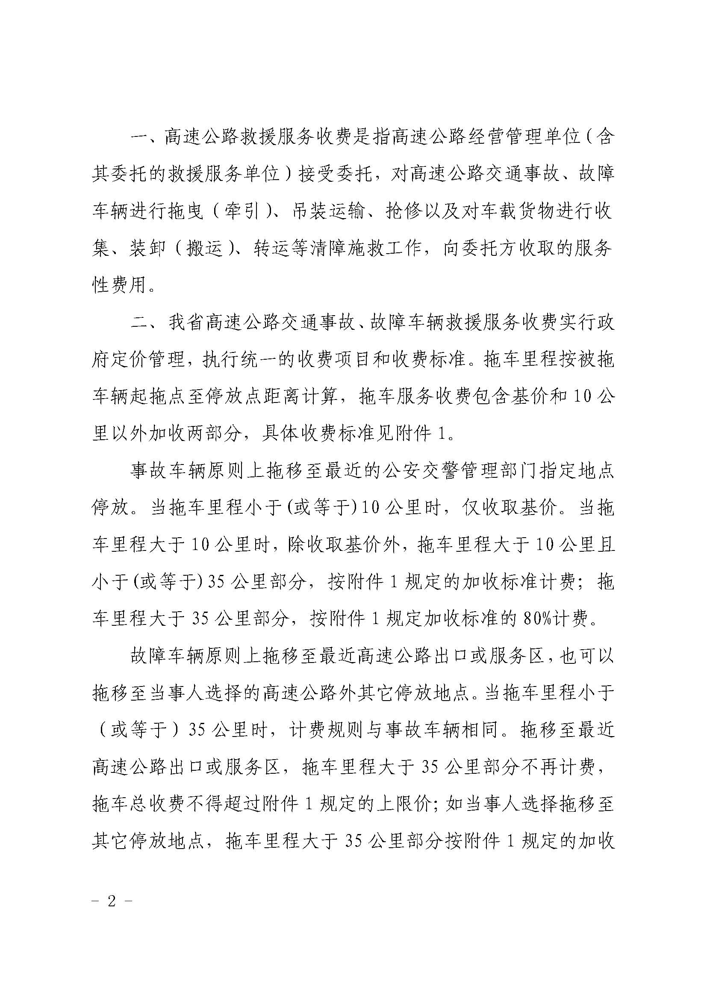 一、高速公路救援服务收费是指高速公路经营管理单位（含
其委托的救援服务单位）接受委托，对高速公路交通事故、故障
车辆进行拖曳（牵引）、吊装运输、抢修以及对车载货物进行收
集、装卸（搬运）、转运等清障施救工作，向委托方收取的服务
性费用。
二、我省高速公路交通事故、故障车辆救援服务收费实行政
府定价管理，执行统一的收费项目和收费标准。拖车里程按被拖
车辆起拖点至停放点距离计算，拖车服务收费包含基价和 10 公
里以外加收两部分，具体收费标准见附件 1。
事故车辆原则上拖移至最近的公安交警管理部门指定地点
停放。当拖车里程小于(或等于)10 公里时，仅收取基价。当拖
车里程大于 10 公里时，除收取基价外，拖车里程大于 10 公里且
小于(或等于)35 公里部分，按附件 1 规定的加收标准计费；拖
车里程大于 35 公里部分，按附件 1 规定加收标准的 80%计费。
故障车辆原则上拖移至最近高速公路出口或服务区，也可以
拖移至当事人选择的高速公路外其它停放地点。当拖车里程小于
（或等于）35 公里时，计费规则与事故车辆相同。拖移至最近
高速公路出口或服务区，拖车里程大于 35 公里部分不再计费，
拖车总收费不得超过附件 1 规定的上限价；如当事人选择拖移至
其它停放地点，拖车里程大于 35 公里部分按附件 1 规定的加收
- 2 -